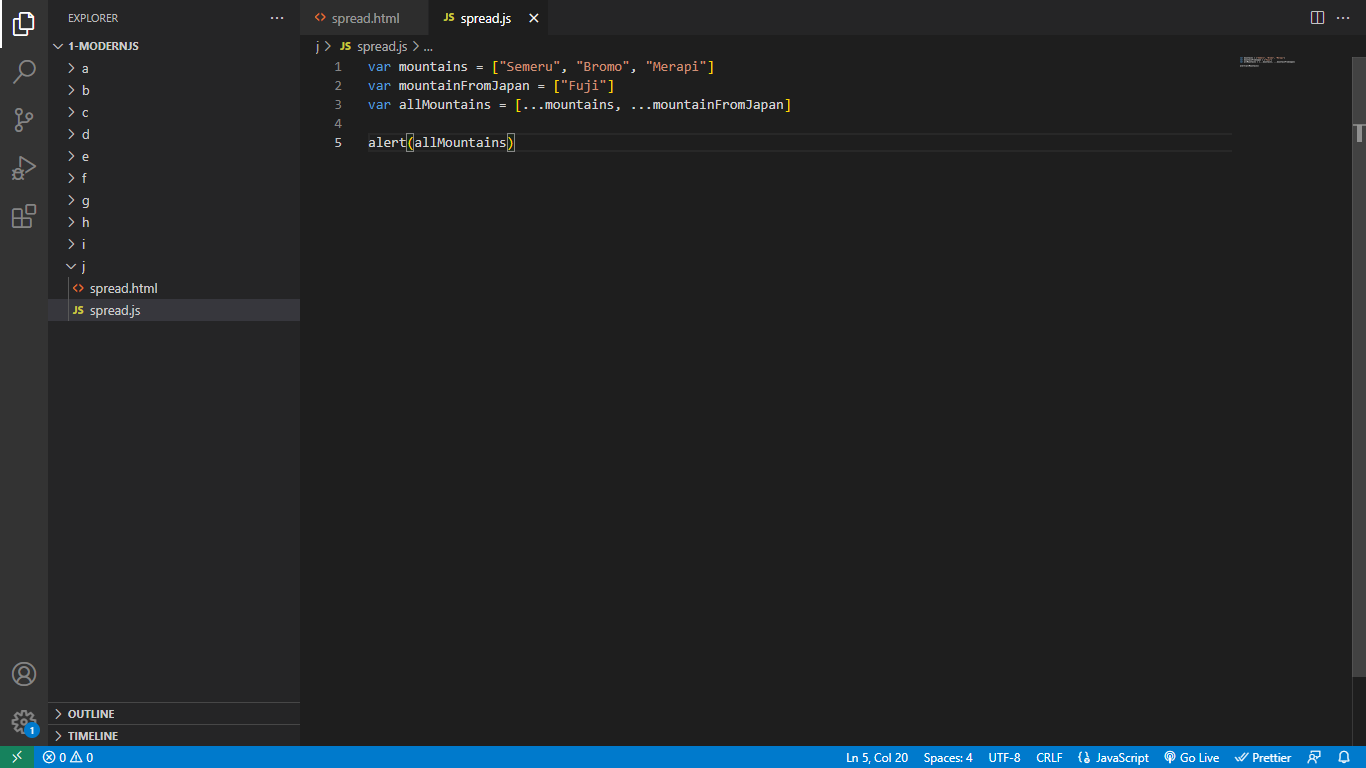 EXPLORER
1-MODERNJS
a
b
c
d
e
f
g
h
i
j
spread.html
JS spread.js
OUTLINE
TIMELINE
spread.html
JS spread.js
j > JS spread.js > ...
1 var mountains = ["Semeru", "Bromo", "Merapi"]
2 var mountainFromJapan = ["Fuji"]
3 var allMountains = [...mountains, ...mountainFromJapan]
4
5 alert(allMountains)
1
0 0 Ln 5, Col 20 Spaces: 4 UTF-8 CRLF JavaScript Go Live Prettier